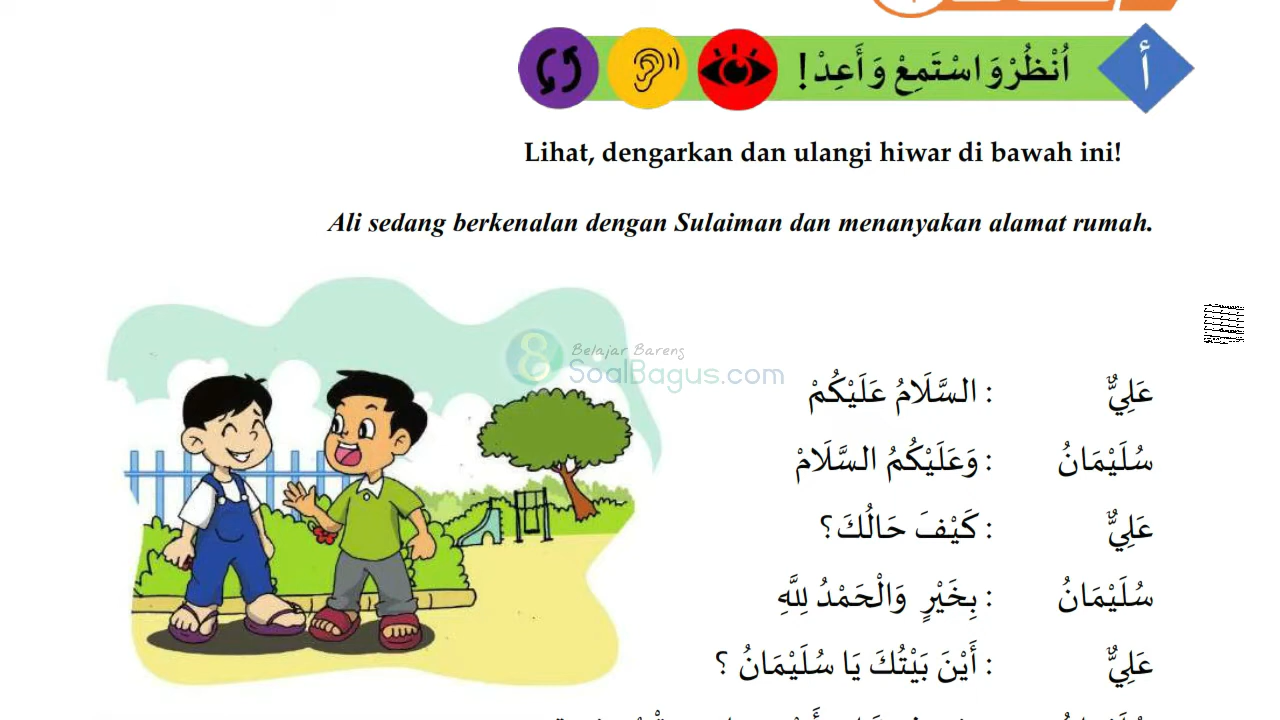 أ
اُنْظُرْ وَ اسْتَمِعْ وَ أَعِدْ!
Lihat, dengarkan dan ulangi hiwar di bawah ini!
Ali sedang berkenalan dengan Sulaiman dan menanyakan alamat rumah.
Belajar Bareng
SoalBagus.com
عَلِيٌّ : السَّلَامُ عَلَيْكُمْ
سُلَيْمَانُ : وَعَلَيْكُمُ السَّلَامْ
عَلِيٌّ : كَيْفَ حَالُكَ؟
سُلَيْمَانُ : بِخَيْرٍ وَالْحَمْدُ لِلَّهِ
عَلِيٌّ : أَيْنَ بَيْتُكَ يَا سُلَيْمَانُ ؟